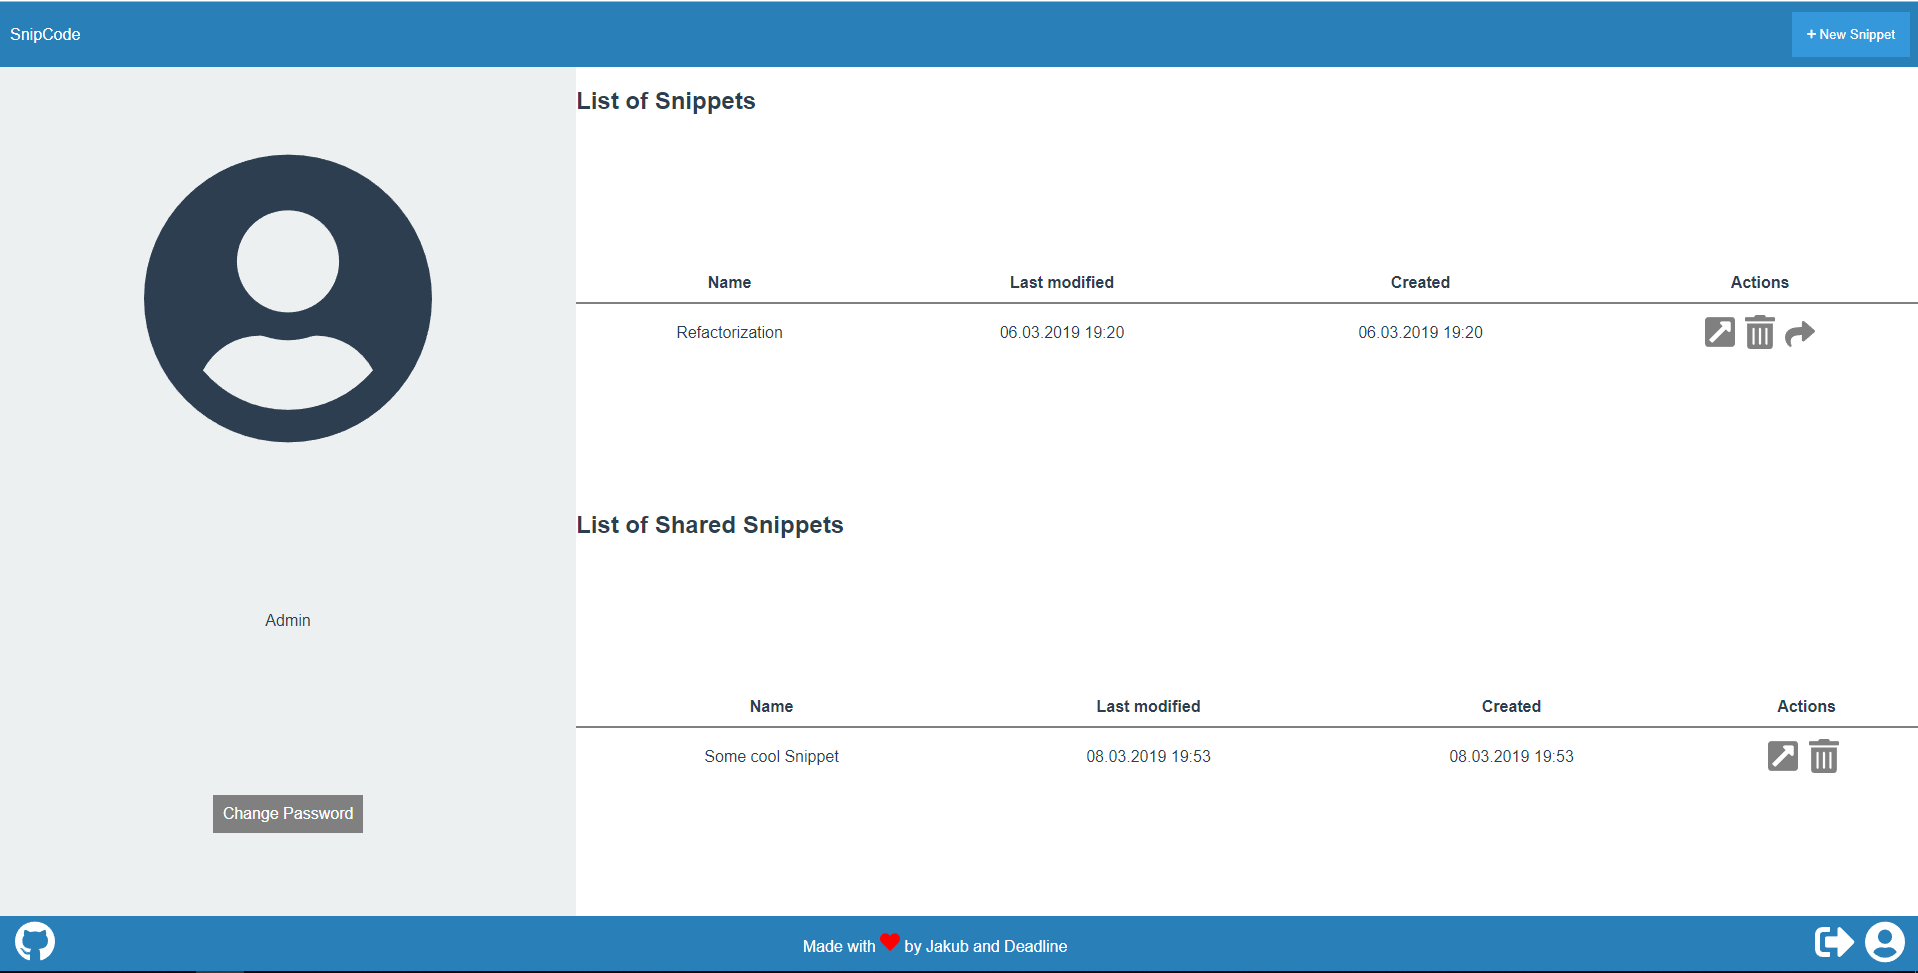 SnipCode
+ New Snippet
List of Snippets
Name Last modified Created Actions
Refactorization 06.03.2019 19:20 06.03.2019 19:20
List of Shared Snippets
Admin
Name Last modified Created Actions
Some cool Snippet 08.03.2019 19:53 08.03.2019 19:53
Change Password
Made with ❤ by Jakub and Deadline